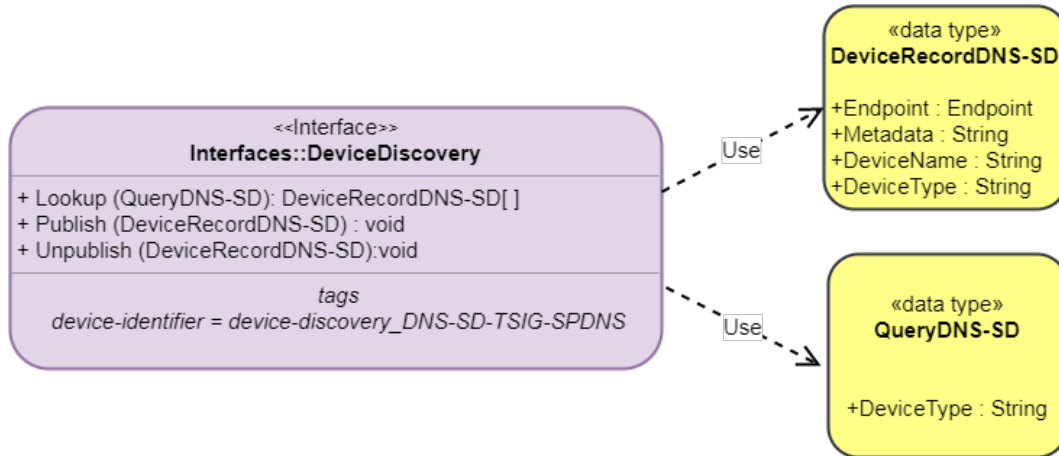 <<Interface>>
Interfaces::DeviceDiscovery
+ Lookup (QueryDNS-SD): DeviceRecordDNS-SD[ ]
+ Publish (DeviceRecordDNS-SD) : void
+ Unpublish (DeviceRecordDNS-SD):void
tags
device-identifier = device-discovery_DNS-SD-TSIG-SPDNS
Use
Use
«data type»
DeviceRecordDNS-SD
+Endpoint : Endpoint
+Metadata : String
+DeviceName : String
+DeviceType : String
«data type»
QueryDNS-SD
+DeviceType : String